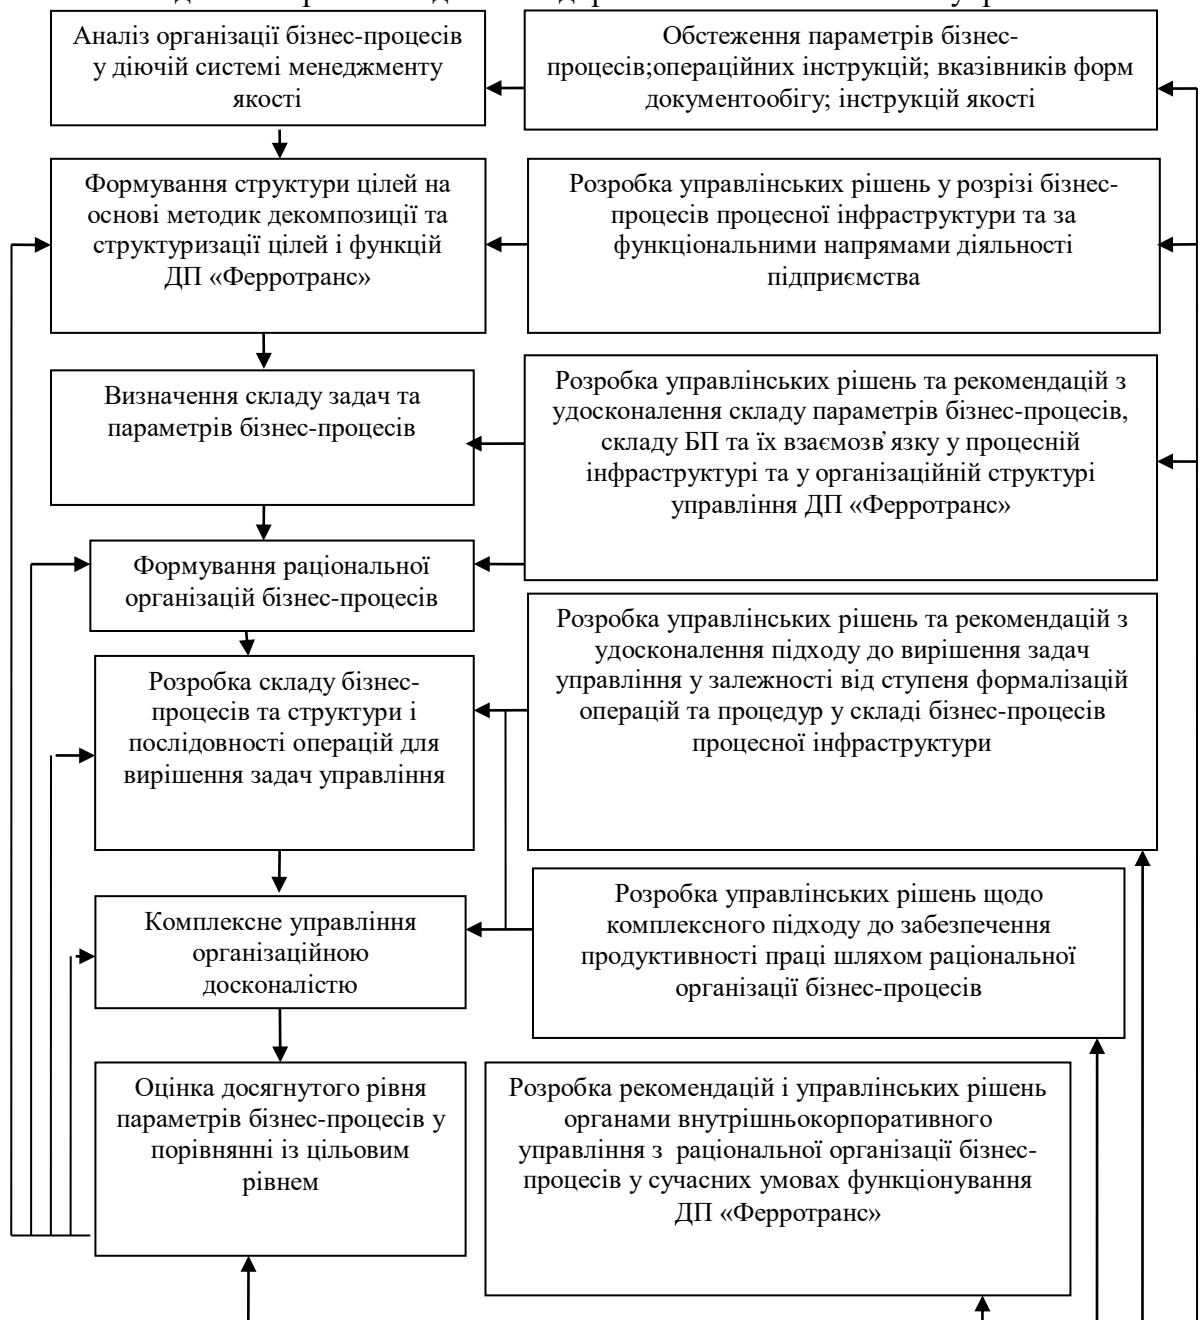 Аналіз організації бізнес-процесів
у діючій системі менеджменту
якості
Обстеження параметрів бізнес-
процесів;операційних інструкцій; вказівників форм
документообігу; інструкцій якості
Формування структури цілей на
основі методик декомпозиції та
структуризації цілей і функцій
ДП «Ферротранс»
Розробка управлінських рішень у розрізі бізнес-
процесів процесної інфраструктури та за
функціональними напрямами діяльності
підприємства
Визначення складу задач та
параметрів бізнес-процесів
Розробка управлінських рішень та рекомендацій з
удосконалення складу параметрів бізнес-процесів,
складу БП та їх взаємозв’язку у процесній
інфраструктурі та у організаційній структурі
управління ДП «Ферротранс»
Формування раціональної
організацій бізнес-процесів
Розробка складу бізнес-
процесів та структури і
послідовності операцій для
вирішення задач управління
Розробка управлінських рішень та рекомендацій з
удосконалення підходу до вирішення задач
управління у залежності від ступеня формалізацій
операцій та процедур у складі бізнес-процесів
процесної інфраструктури
Комплексне управління
організаційною
досконалістю
Розробка управлінських рішень щодо
комплексного підходу до забезпечення
продуктивності праці шляхом раціональної
організації бізнес-процесів
Оцінка досягнутого рівня
параметрів бізнес-процесів у
порівнянні із цільовим
рівнем
Розробка рекомендацій і управлінських рішень
органами внутрішньокорпоративного
управління з раціональної організації бізнес-
процесів у сучасних умовах функціонування
ДП «Ферротранс»